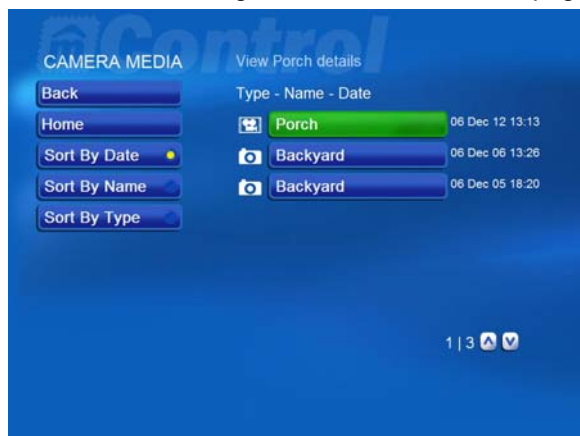 mControl
CAMERA MEDIA
View Porch details
Back
Type - Name - Date
Home
Porch
06 Dec 12 13:13
Sort By Date
Backyard
06 Dec 06 13:26
Sort By Name
Backyard
06 Dec 05 18:20
Sort By Type
1 | 3